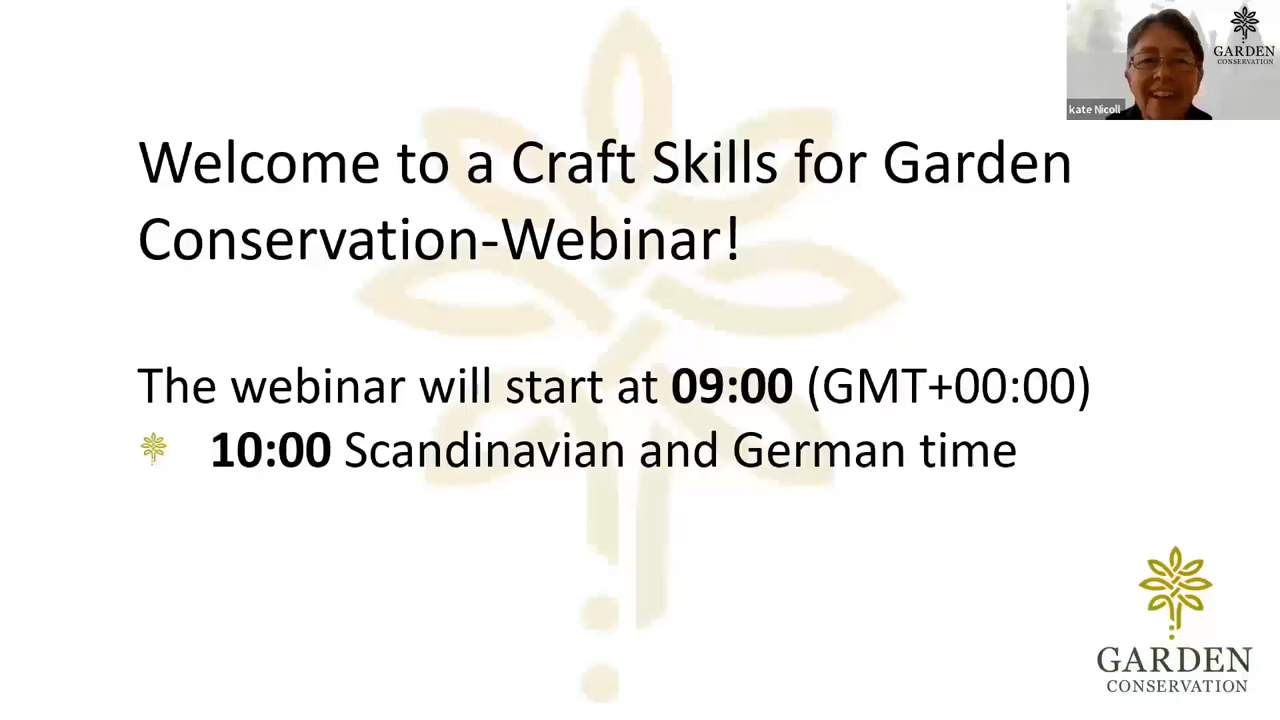 GARDEN
CONSERVATION
kate Nicoll
Welcome to a Craft Skills for Garden
Conservation-Webinar!
The webinar will start at 09:00 (GMT+00:00)
10:00 Scandinavian and German time
GARDEN
CONSERVATION